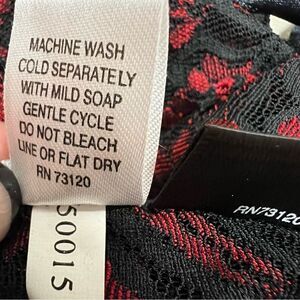 MACHINE WASH
COLD SEPARATELY
WITH MILD SOAP
GENTLE CYCLE
DO NOT BLEACH
LINE OR FLAT DRY
RN 73120
RN73120
50015